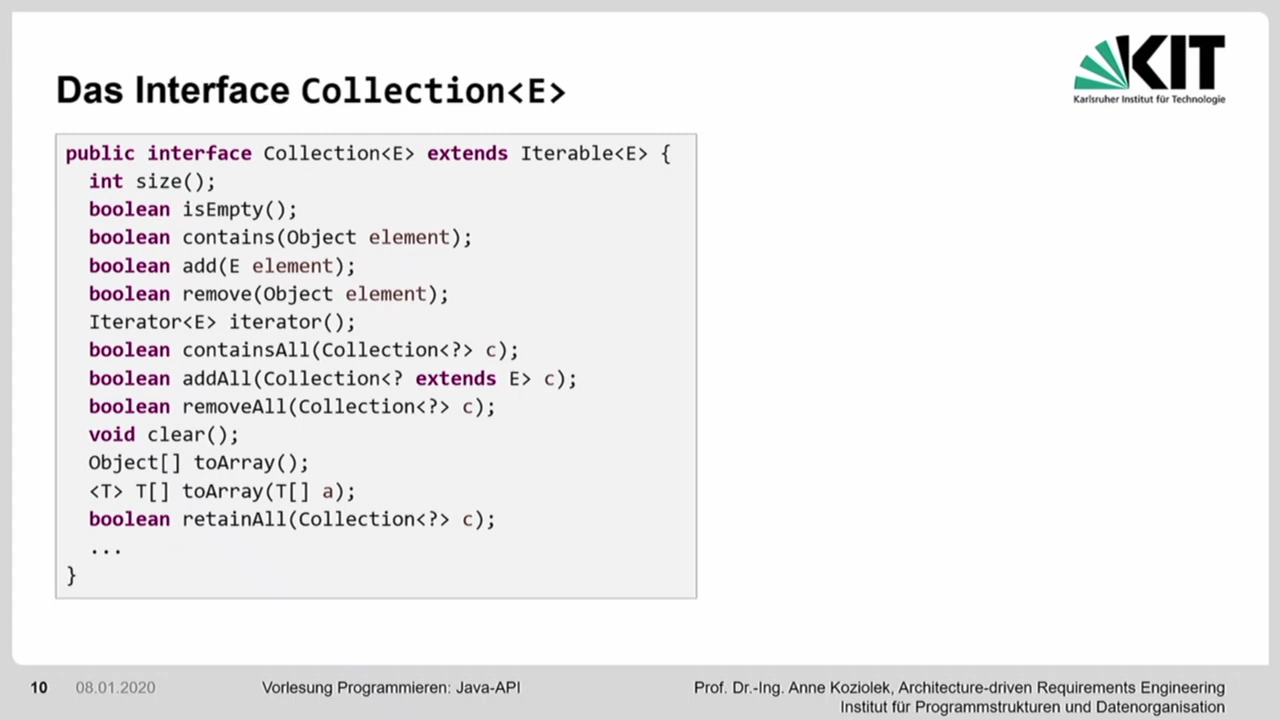 KIT
Karlsruher Institut für Technologie
Das Interface Collection<E>
public interface Collection<E> extends Iterable<E> {
int size();
boolean isEmpty();
boolean contains(Object element);
boolean add(E element);
boolean remove(Object element);
Iterator<E> iterator();
boolean containsAll(Collection<?> c);
boolean addAll(Collection<? extends E> c);
boolean removeAll(Collection<?> c);
void clear();
Object[] toArray();
<T> T[] toArray(T[] a);
boolean retainAll(Collection<?> c);
...
}
10 08.01.2020 Vorlesung Programmieren: Java-API Prof. Dr.-Ing. Anne Koziolek, Architecture-driven Requirements Engineering
Institut für Programmstrukturen und Datenorganisation